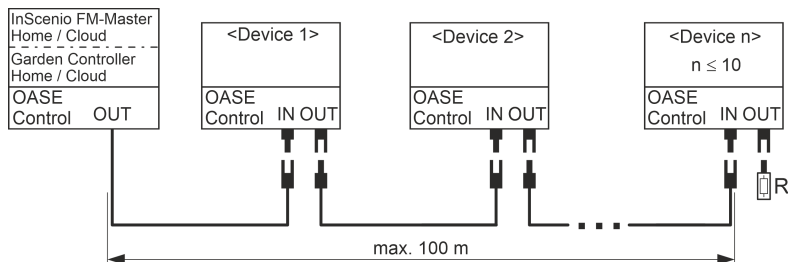 InScenio FM-Master
Home / Cloud
Garden Controller
Home / Cloud
OASE
Control OUT
<Device 1>
OASE
Control IN OUT
<Device 2>
OASE
Control IN OUT
<Device n>
n ≤ 10
OASE
Control IN OUT
R
max. 100 m